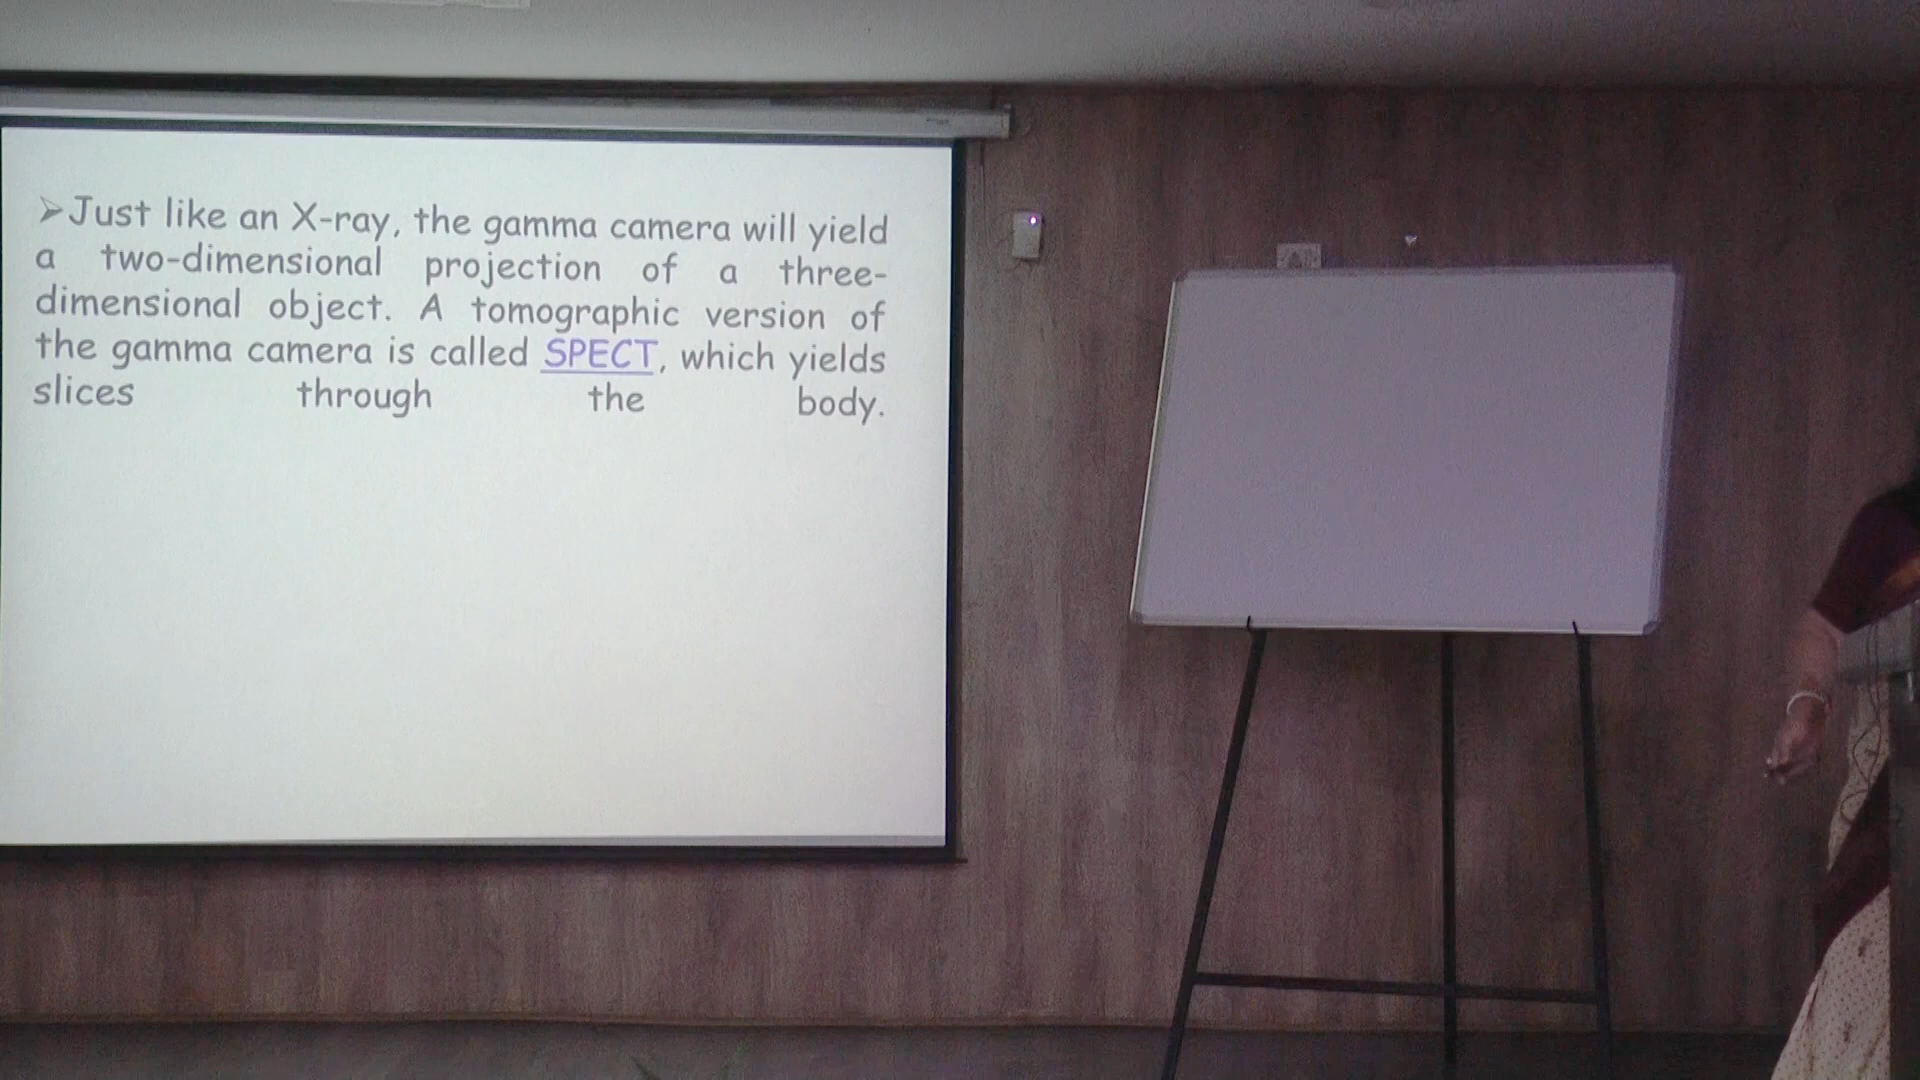 ➢Just like an X-ray, the gamma camera will yield
a two-dimensional projection of a three-
dimensional object. A tomographic version of
the gamma camera is called SPECT, which yields
slices through the body.